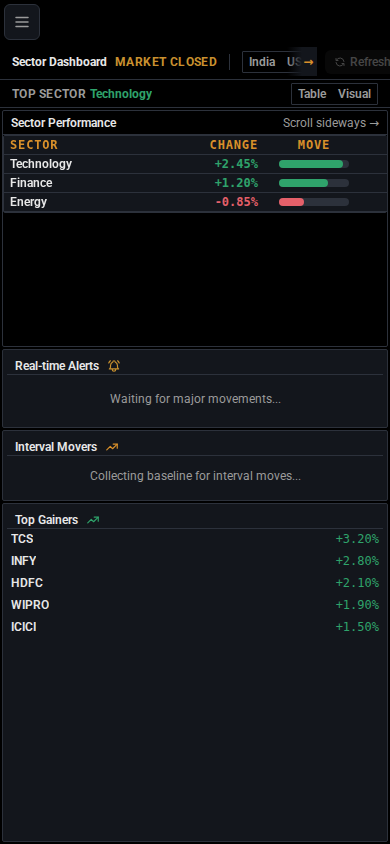 Sector Dashboard MARKET CLOSED India US → Refresh
TOP SECTOR Technology Table Visual
Sector Performance Scroll sideways →
SECTOR CHANGE MOVE
Technology +2.45%
Finance +1.20%
Energy -0.85%
Real-time Alerts
Waiting for major movements...
Interval Movers
Collecting baseline for interval moves...
Top Gainers
TCS +3.20%
INFY +2.80%
HDFC +2.10%
WIPRO +1.90%
ICICI +1.50%